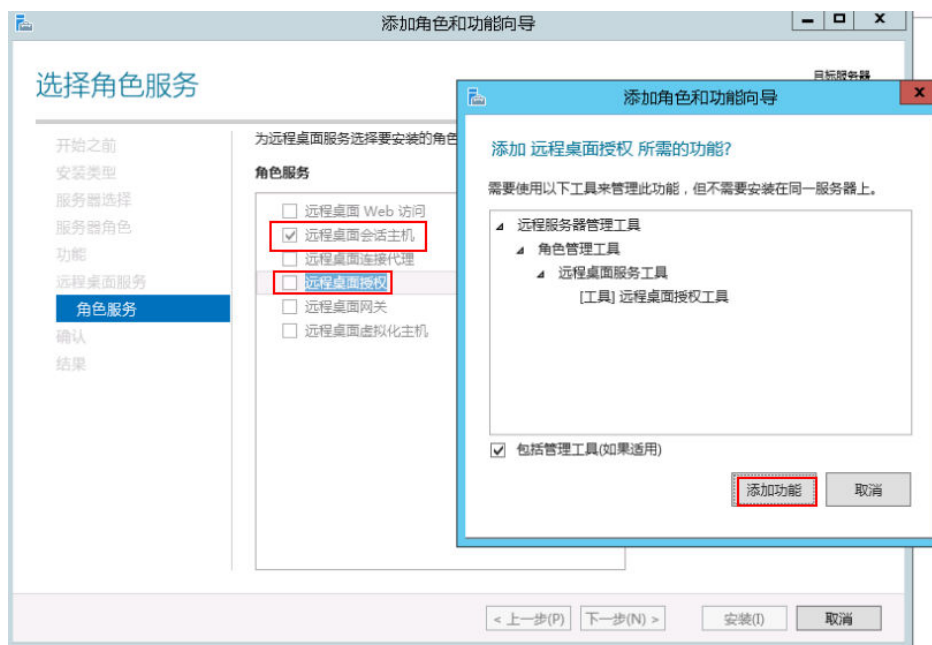 添加角色和功能向导
选择角色服务
目标服务器
开始之前
安装类型
服务器选择
服务器角色
功能
远程桌面服务
角色服务
确认
结果
为远程桌面服务选择要安装的角色
角色服务
远程桌面 Web 访问
远程桌面会话主机
远程桌面连接代理
远程桌面授权
远程桌面网关
远程桌面虚拟化主机
添加角色和功能向导
添加 远程桌面授权 所需的功能?
需要使用以下工具来管理此功能，但不需要安装在同一服务器上。
远程服务器管理工具
角色管理工具
远程桌面服务工具
[工具] 远程桌面授权工具
包括管理工具(如果适用)
添加功能 取消
< 上一步(P) 下一步(N) > 安装(I) 取消